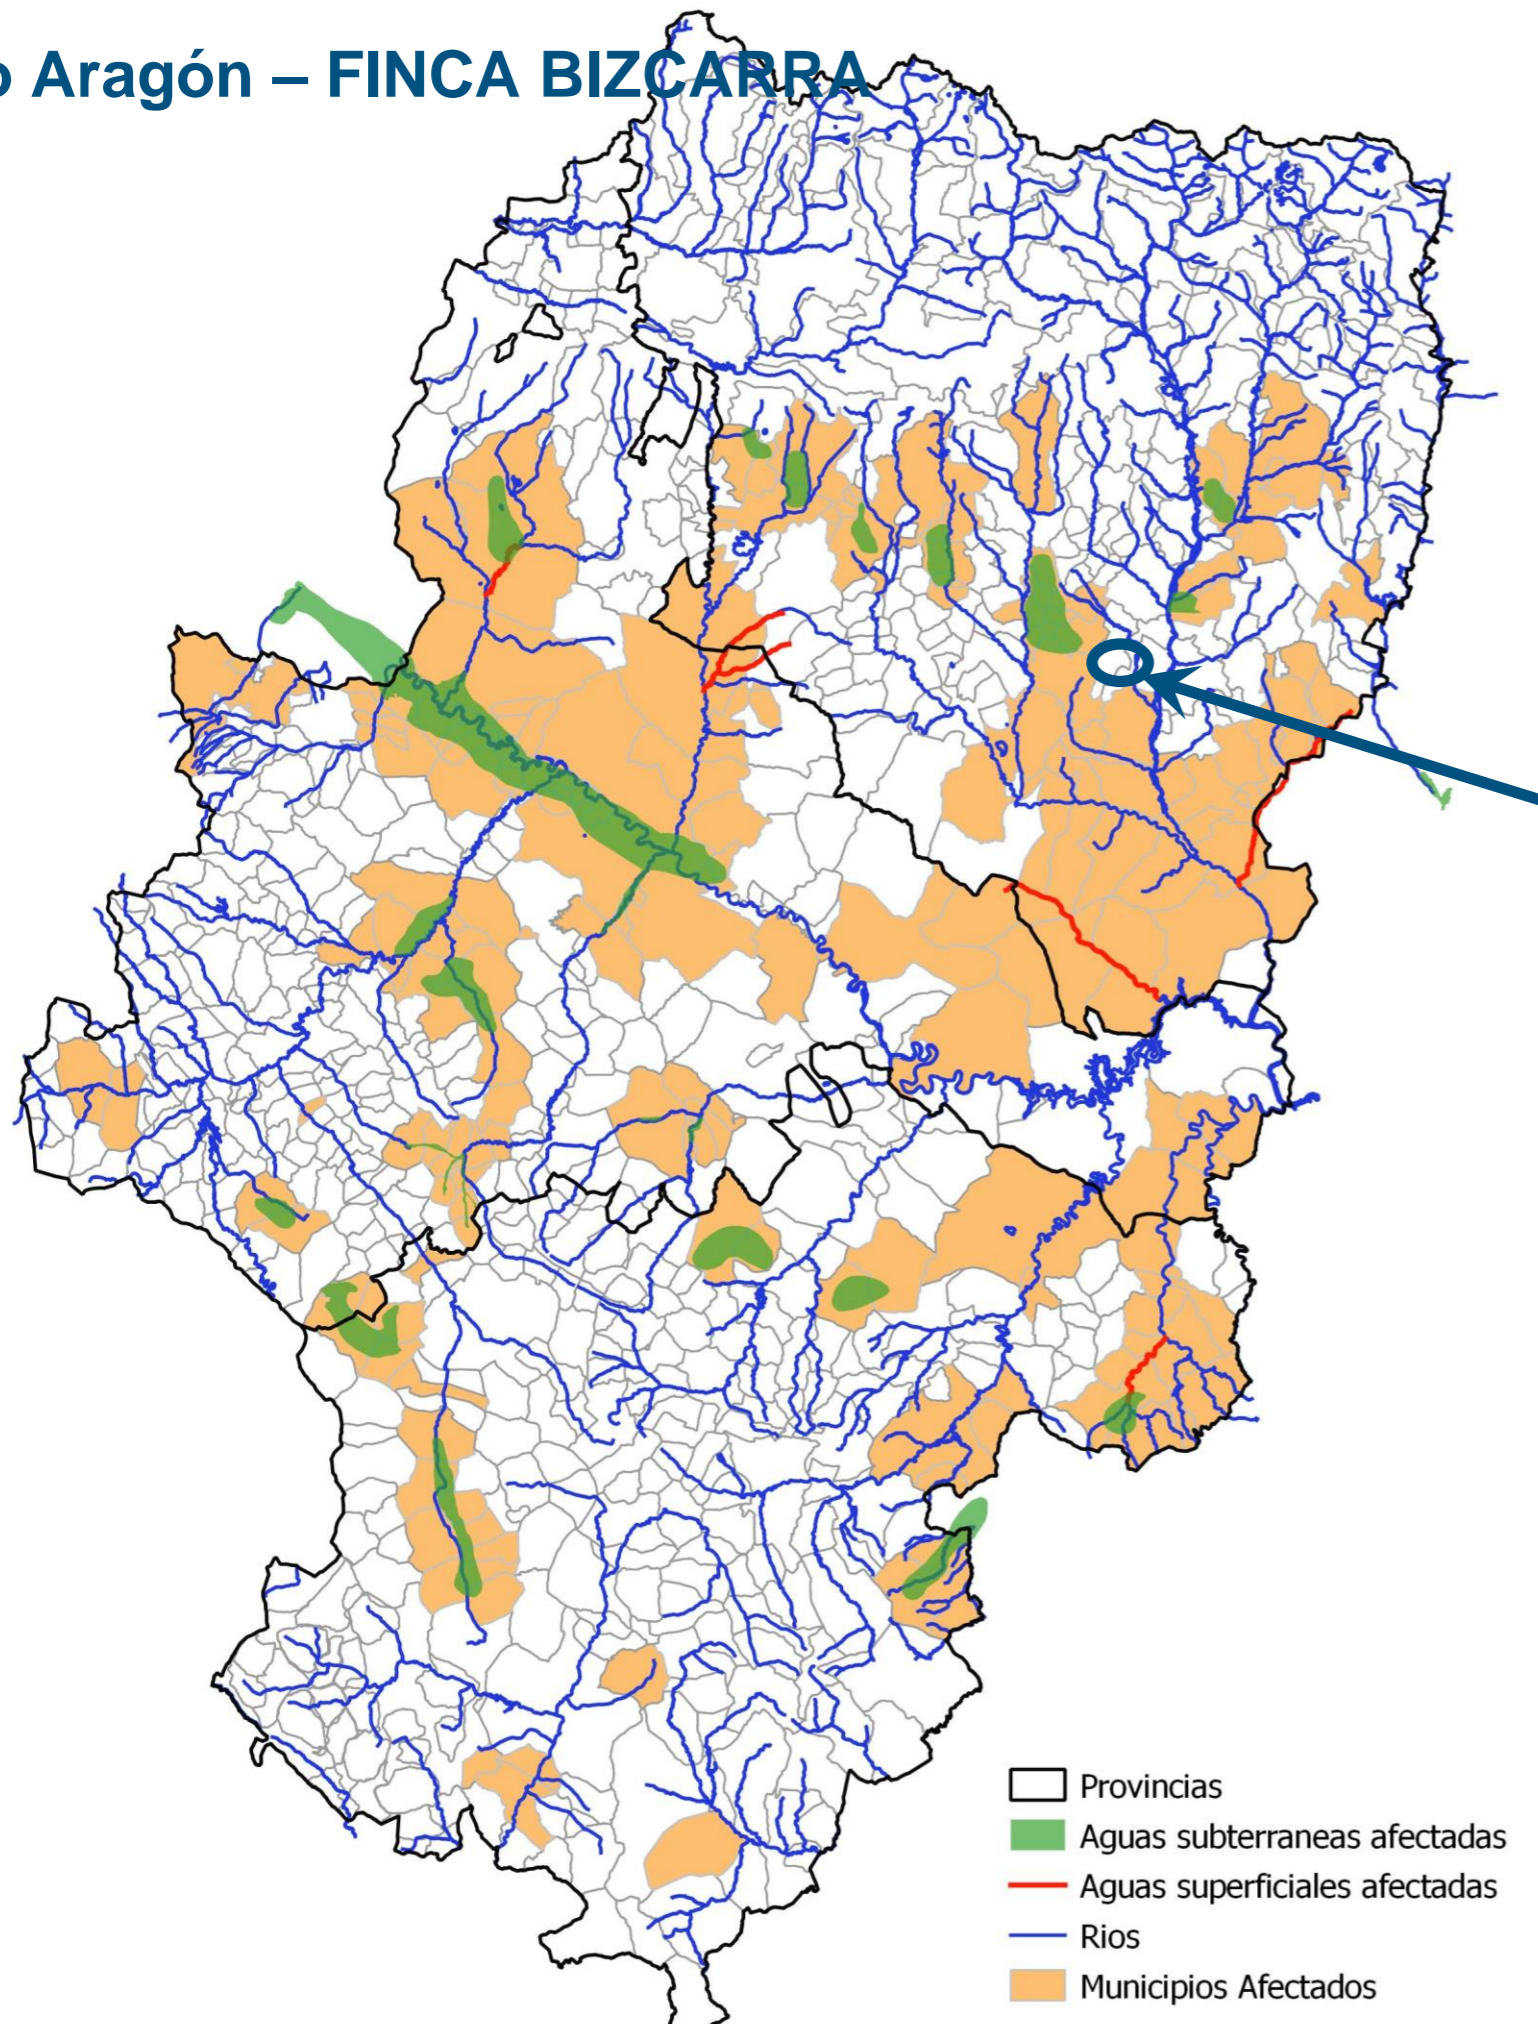 o Aragón – FINCA BIZCARRA
Provincias
Aguas subterraneas afectadas
Aguas superficiales afectadas
Rios
Municipios Afectados